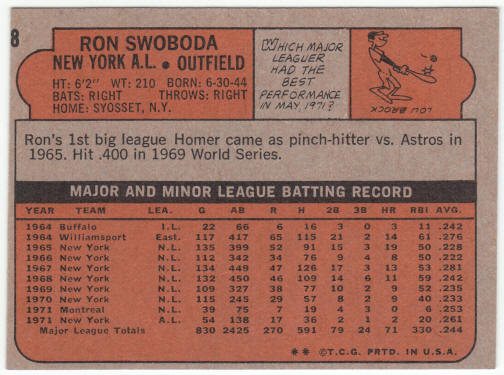 8
RON SWOBODA
NEW YORK A.L. • OUTFIELD
HT: 6'2" WT: 210 BORN: 6-30-44
BATS: RIGHT THROWS: RIGHT
HOME: SYOSSET, N.Y.
WHICH MAJOR
LEAGUER
HAD THE
BEST
PERFORMANCE
IN MAY, 1971?
LOU BROCK
Ron's 1st big league Homer came as pinch-hitter vs. Astros in
1965. Hit .400 in 1969 World Series.
MAJOR AND MINOR LEAGUE BATTING RECORD
YEAR TEAM LEA. G AB R H 2B 3B HR RBI AVG.
1964 Buffalo I.L. 22 66 6 16 3 0 3 11 .242
1964 Williamsport East. 117 417 65 115 21 2 14 61 .276
1965 New York N.L. 135 399 52 91 15 3 19 50 .228
1966 New York N.L. 112 342 34 76 9 4 8 50 .222
1967 New York N.L. 134 449 47 126 17 3 13 53 .281
1968 New York N.L. 132 450 46 109 14 6 11 59 .242
1969 New York N.L. 109 327 38 77 10 2 9 52 .235
1970 New York N.L. 115 245 29 57 8 2 9 40 .233
1971 Montreal N.L. 39 75 7 19 4 3 0 6 .253
1971 New York A.L. 54 138 17 36 2 1 2 20 .261
Major League Totals 830 2425 270 591 79 24 71 330 .244
** ©T.C.G. PRTD. IN U.S.A.